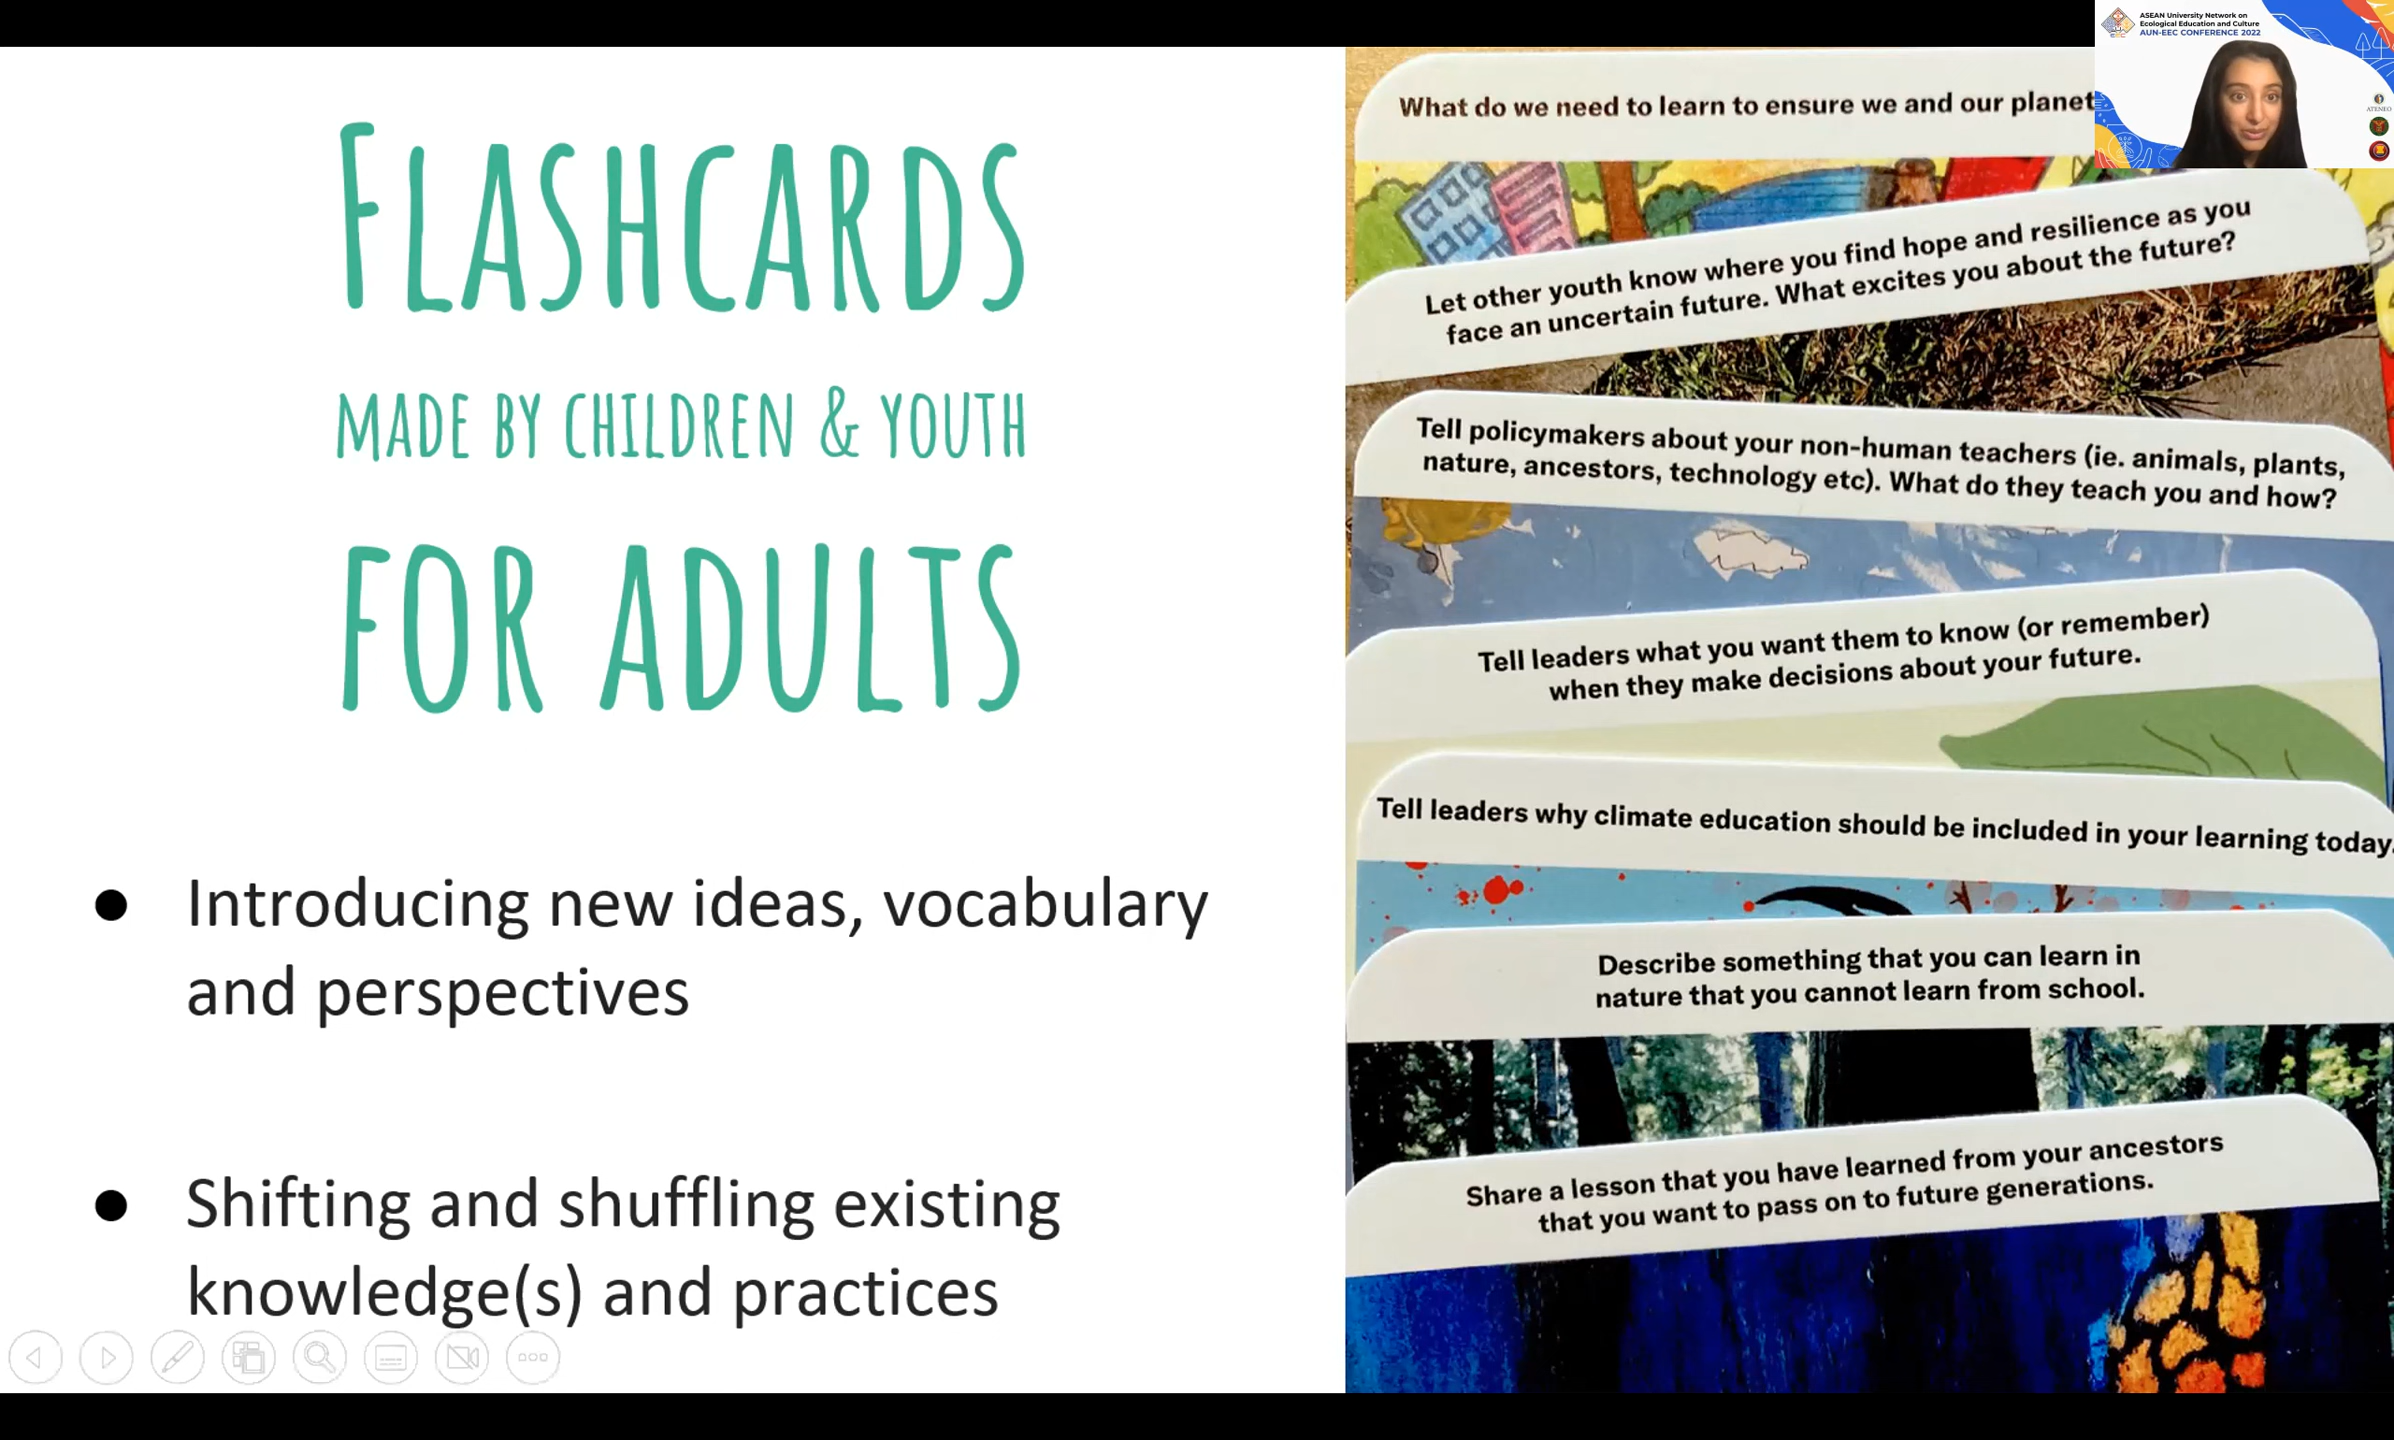 FLASHCARDS
MADE BY CHILDREN & YOUTH
FOR ADULTS
● Introducing new ideas, vocabulary
and perspectives
● Shifting and shuffling existing
knowledge(s) and practices
What do we need to learn to ensure we and our planet
Let other youth know where you find hope and resilience as you
face an uncertain future. What excites you about the future?
Tell policymakers about your non-human teachers (ie. animals, plants,
nature, ancestors, technology etc). What do they teach you and how?
Tell leaders what you want them to know (or remember)
when they make decisions about your future.
Tell leaders why climate education should be included in your learning today.
Describe something that you can learn in
nature that you cannot learn from school.
Share a lesson that you have learned from your ancestors
that you want to pass on to future generations.
ASEAN University Network on
Ecological Education and Culture
AUN-EEC CONFERENCE 2022
EEC
ATENEO